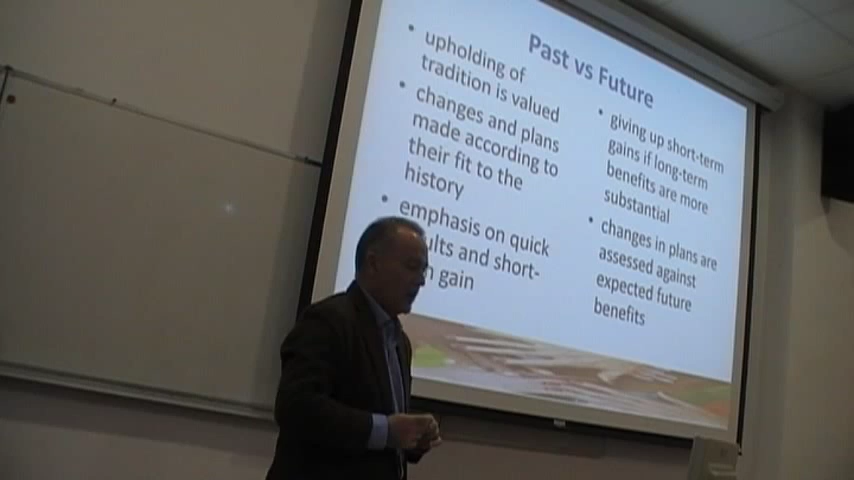 Past vs Future
• upholding of
tradition is valued
• changes and plans
made according to
their fit to the
history
• emphasis on quick
and short-
gain
• giving up short-term
gains if long-term
benefits are more
substantial
• changes in plans are
assessed against
expected future
benefits